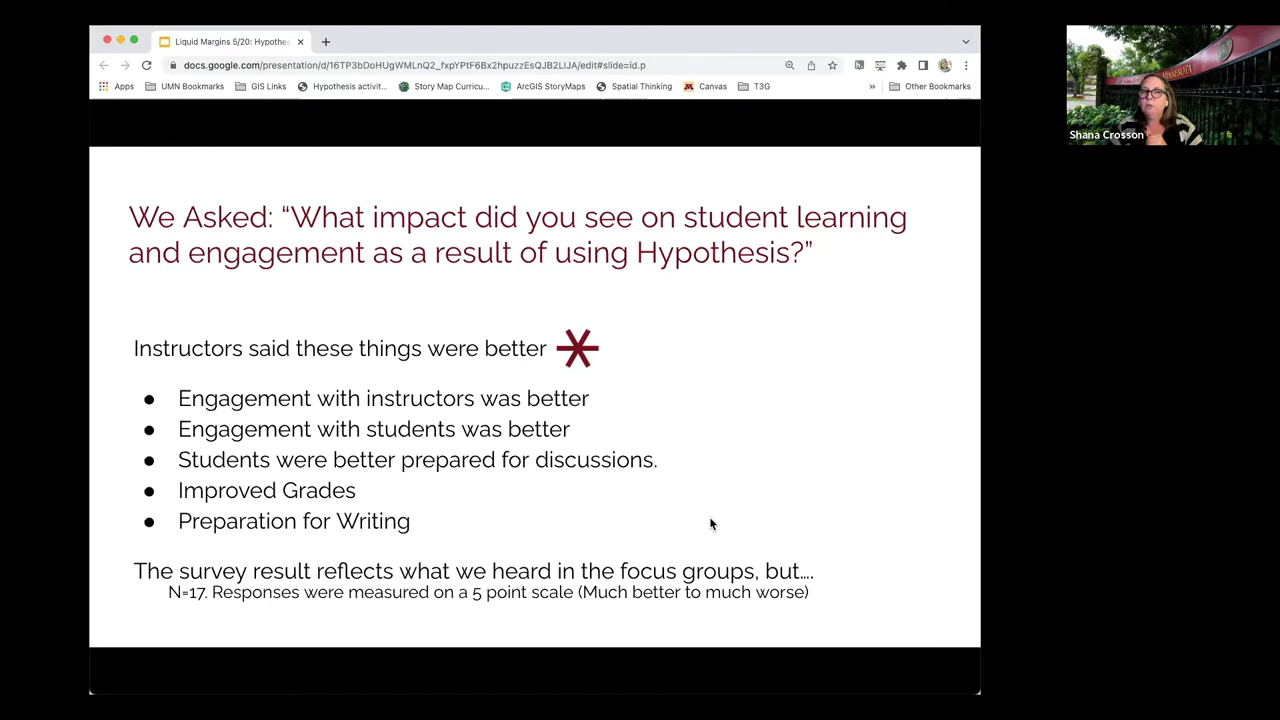 Liquid Margins 5/20: Hypothes
docs.google.com/presentation/d/16TP3bDoHUgWMLnQ2_fxpYPtF6Bx2hpuzzEsQJB2LlJA/edit#slide=id.p
Apps UMN Bookmarks GIS Links Hypothesis activit... Story Map Curricu... ArcGIS StoryMaps Spatial Thinking Canvas T3G » Other Bookmarks
Shana Crosson
We Asked: “What impact did you see on student learning
and engagement as a result of using Hypothesis?”
Instructors said these things were better
● Engagement with instructors was better
● Engagement with students was better
● Students were better prepared for discussions.
● Improved Grades
● Preparation for Writing
The survey result reflects what we heard in the focus groups, but....
N=17. Responses were measured on a 5 point scale (Much better to much worse)